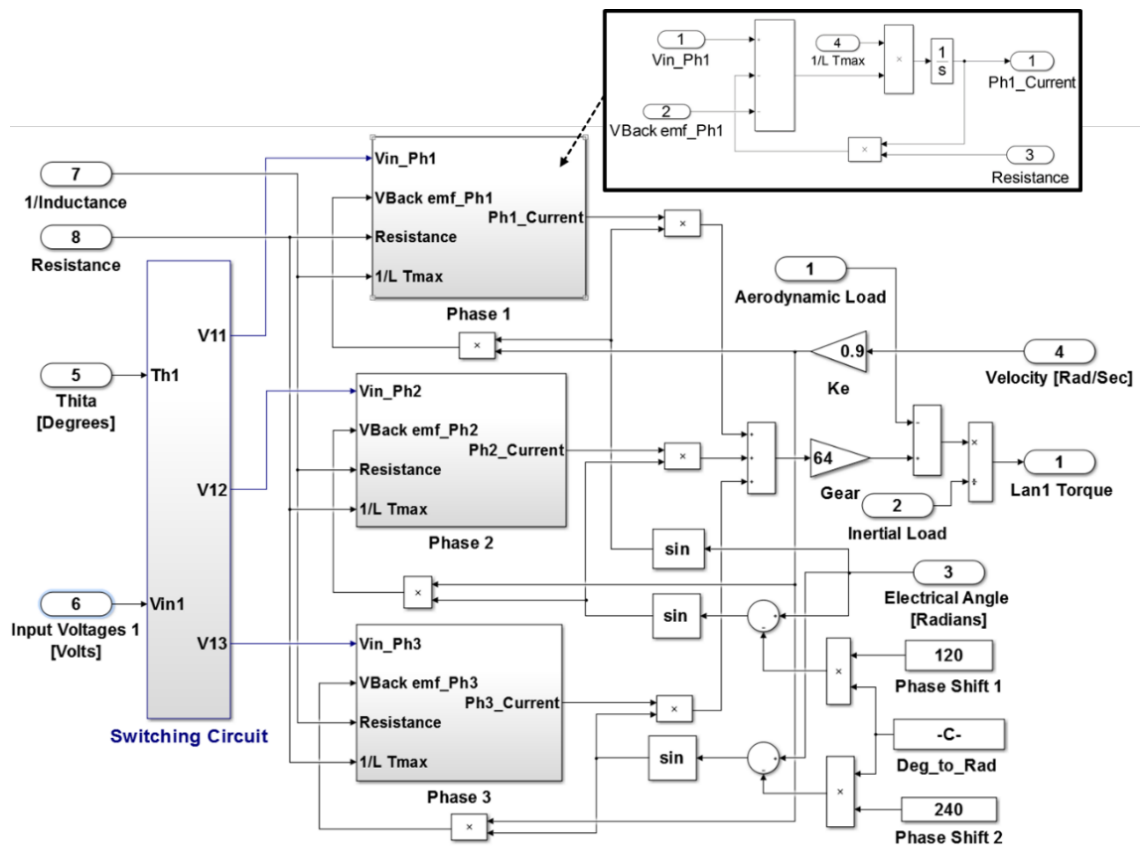 1
Vin_Ph1
2
VBack emf_Ph1
4
1/L Tmax
×
1
s
1
Ph1_Current
×
3
Resistance
7
1/Inductance
8
Resistance
5
Thita
[Degrees]
6
Input Voltages 1
[Volts]
Th1
Vin1
V11
V12
V13
Switching Circuit
Vin_Ph1
VBack emf_Ph1
Resistance
1/L Tmax
Ph1_Current
Phase 1
×
×
Vin_Ph2
VBack emf_Ph2
Resistance
1/L Tmax
Ph2_Current
Phase 2
×
×
Vin_Ph3
VBack emf_Ph3
Resistance
1/L Tmax
Ph3_Current
Phase 3
×
×
1
Aerodynamic Load
0.9
Ke
4
Velocity [Rad/Sec]
+
+
+
64
Gear
-
+
×
÷
1
Lan1 Torque
2
Inertial Load
sin
sin
sin
3
Electrical Angle
[Radians]
+
-
+
-
×
×
120
Phase Shift 1
-C-
Deg_to_Rad
240
Phase Shift 2